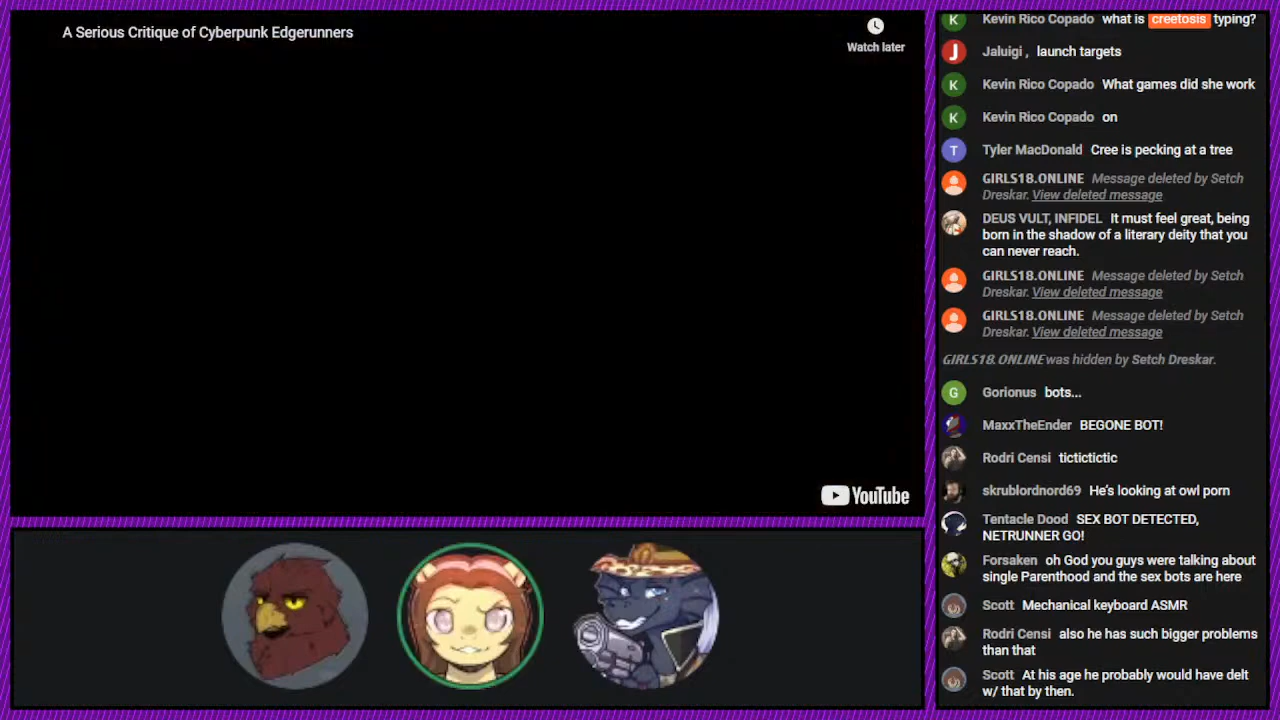 A Serious Critique of Cyberpunk Edgerunners
Watch later
YouTube
K Kevin Rico Copado what is creetosis typing?
J Jaluigi , launch targets
K Kevin Rico Copado What games did she work
K Kevin Rico Copado on
T Tyler MacDonald Cree is pecking at a tree
GIRLS18.ONLINE Message deleted by Setch
Dreskar. View deleted message
DEUS VULT, INFIDEL It must feel great, being
born in the shadow of a literary deity that you
can never reach.
GIRLS18.ONLINE Message deleted by Setch
Dreskar. View deleted message
GIRLS18.ONLINE Message deleted by Setch
Dreskar. View deleted message
GIRLS18.ONLINE was hidden by Setch Dreskar.
G Gorionus bots...
MaxxTheEnder BEGONE BOT!
Rodri Censi tictictictic
skrublordnord69 He's looking at owl porn
Tentacle Dood SEX BOT DETECTED,
NETRUNNER GO!
Forsaken oh God you guys were talking about
single Parenthood and the sex bots are here
Scott Mechanical keyboard ASMR
Rodri Censi also he has such bigger problems
than that
Scott At his age he probably would have delt
w/ that by then.